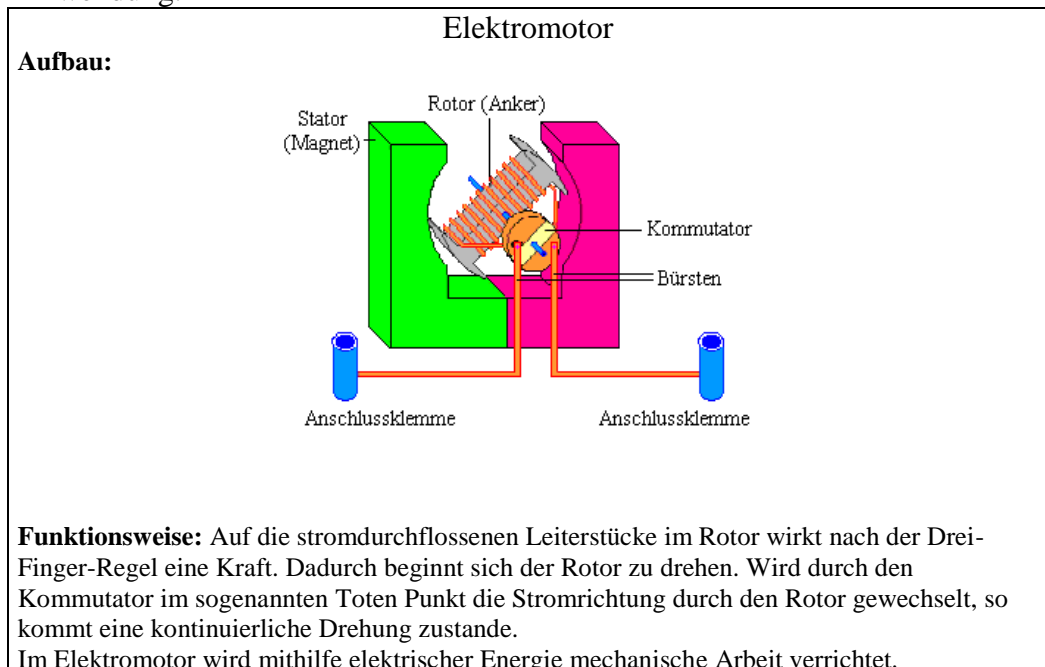 Elektromotor
Aufbau:
Rotor (Anker)
Stator
(Magnet)
Kommutator
Bürsten
Anschlussklemme Anschlussklemme
Funktionsweise: Auf die stromdurchflossenen Leiterstücke im Rotor wirkt nach der Drei-
Finger-Regel eine Kraft. Dadurch beginnt sich der Rotor zu drehen. Wird durch den
Kommutator im sogenannten Toten Punkt die Stromrichtung durch den Rotor gewechselt, so
kommt eine kontinuierliche Drehung zustande.
Im Elektromotor wird mithilfe elektrischer Energie mechanische Arbeit verrichtet.